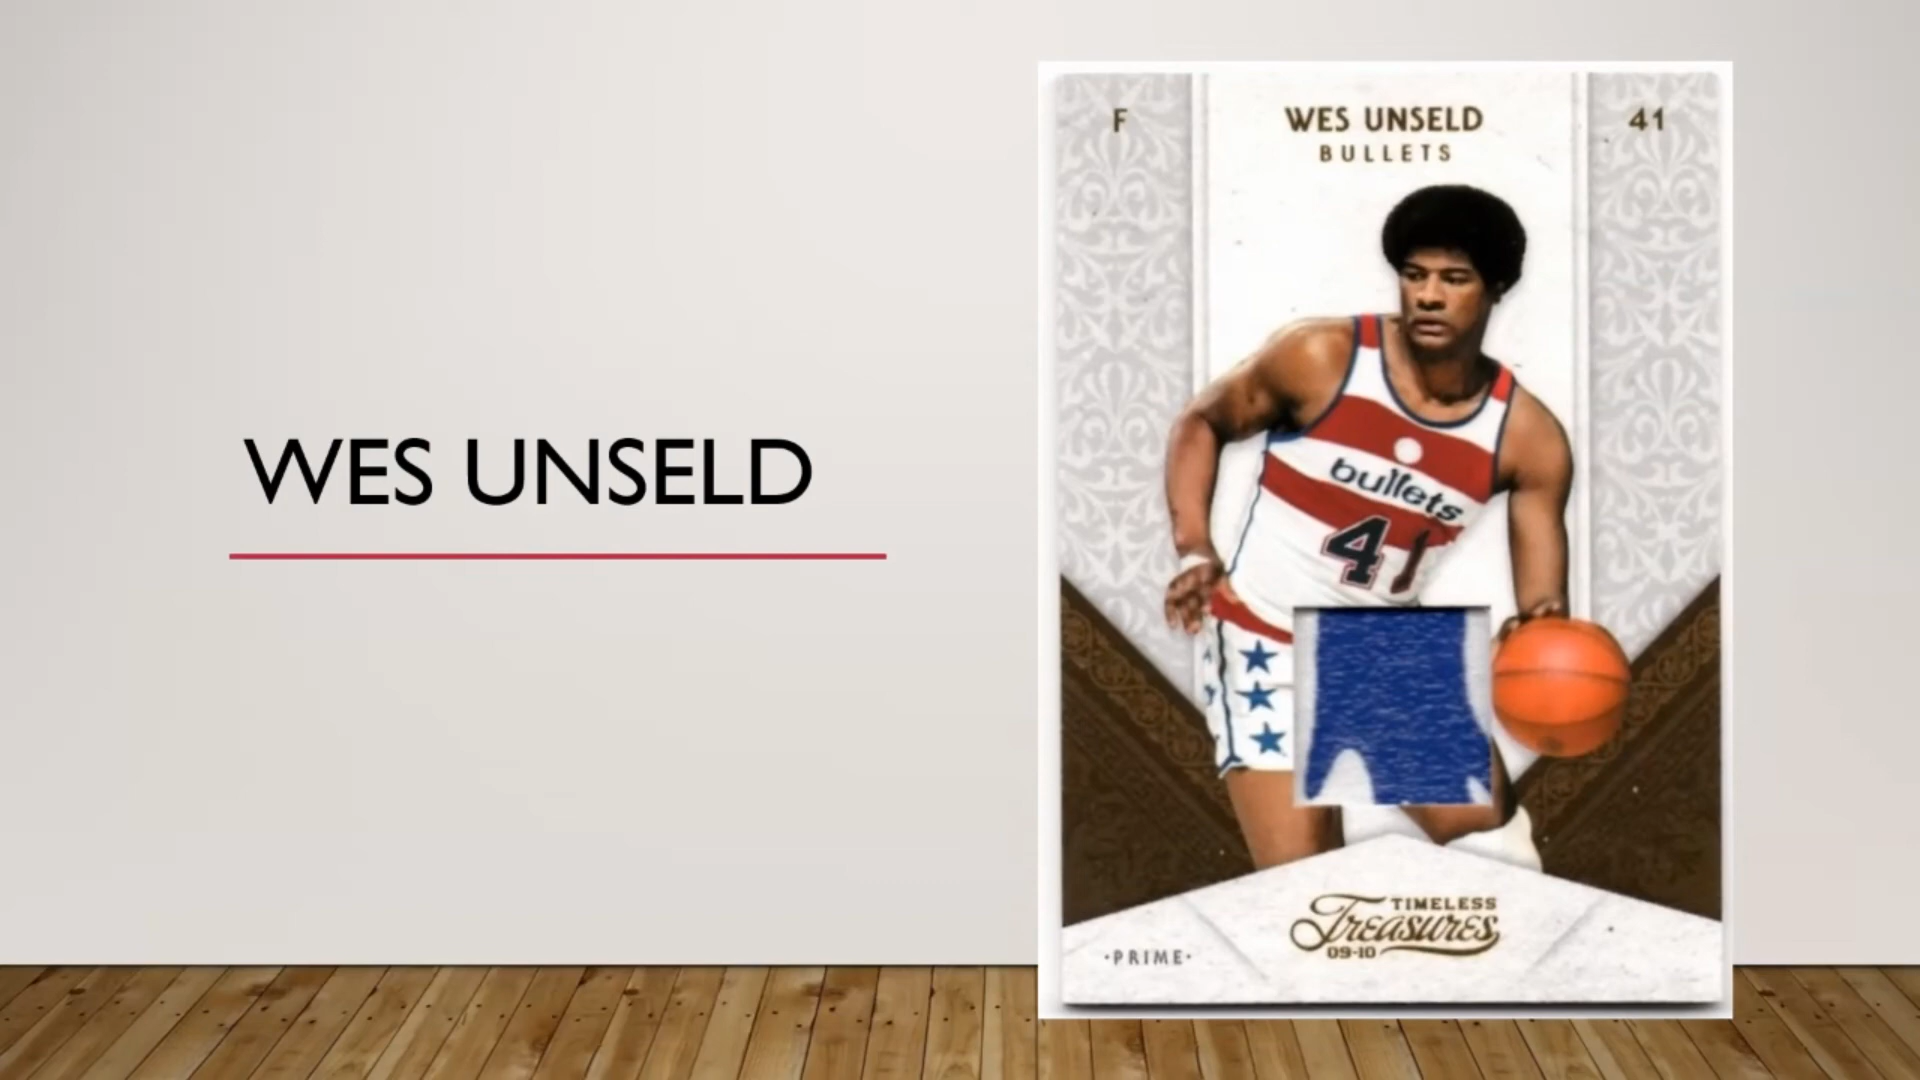 WES UNSELD
F
WES UNSELD
41
BULLETS
bullets
41
TIMELESS
Treasures
09-10
·PRIME·